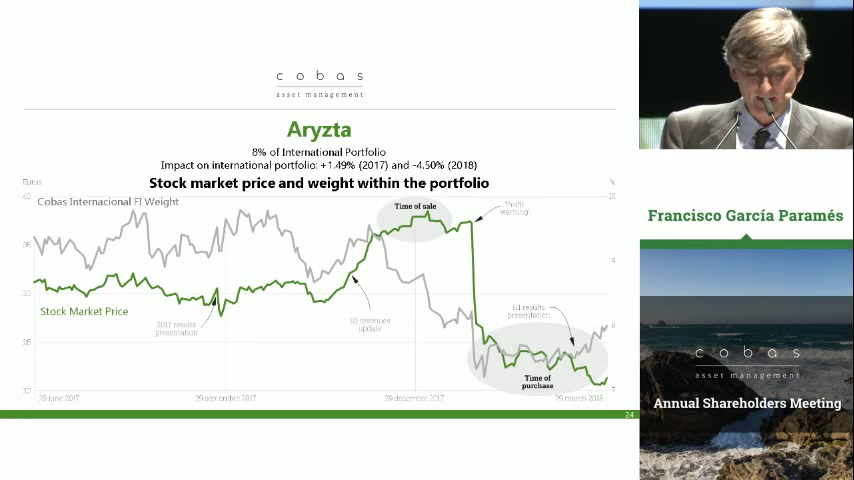 cobas
asset management
Aryzta
8% of International Portfolio
Impact on international portfolio: +1.49% (2017) and -4.50% (2018)
Stock market price and weight within the portfolio
Euros
%
40
35
30
25
20
10
9
8
7
Cobas Internacional FI Weight
Stock Market Price
Time of sale
'Profit
warning'
2017 results
presentation
1Q revenues
update
H1 results
presentation
Time of
purchase
29 june 2017
29 september 2017
29 december 2017
29 march 2018
24
Francisco García Paramés
cobas
asset management
Annual Shareholders Meeting